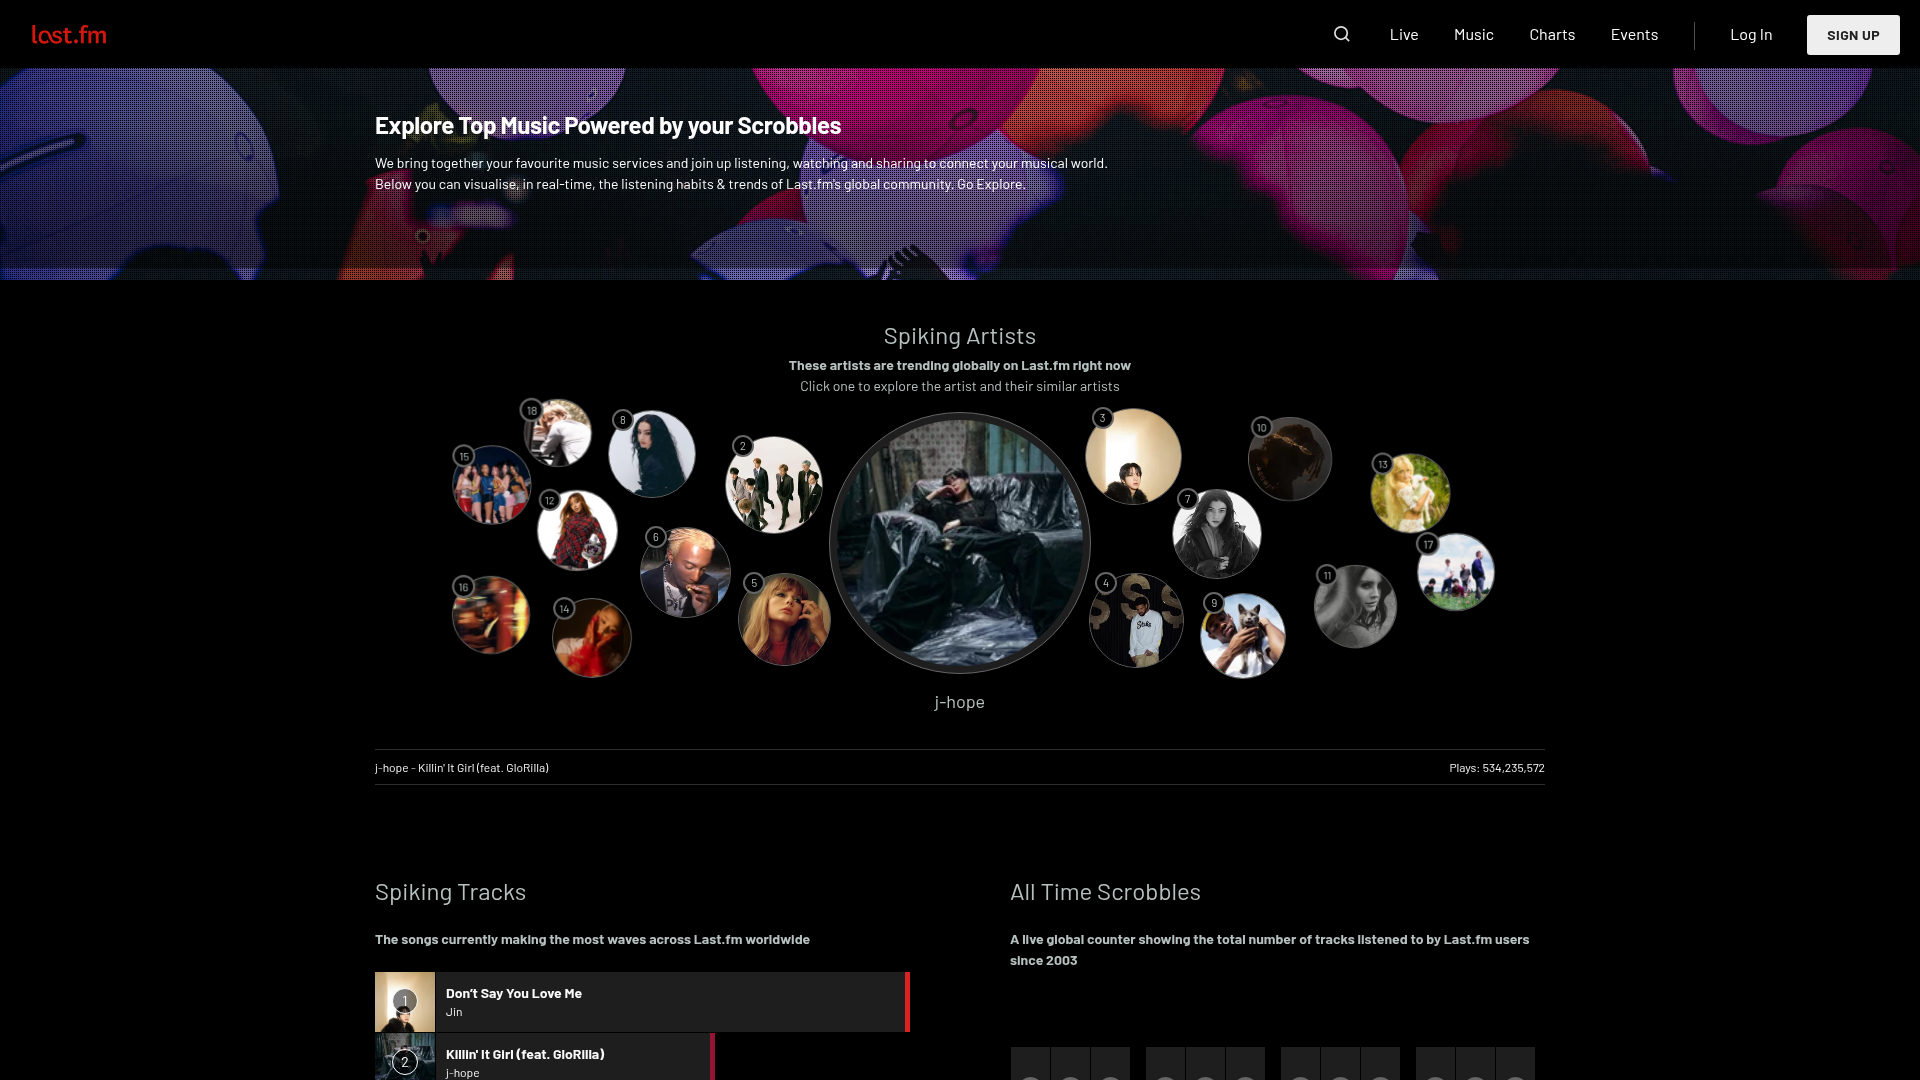 last.fm
Live
Music
Charts
Events
Log In
SIGN UP
Explore Top Music Powered by your Scrobbles
We bring together your favourite music services and join up listening, watching and sharing to connect your musical world.
Below you can visualise, in real-time, the listening habits & trends of Last.fm's global community. Go Explore.
Spiking Artists
These artists are trending globally on Last.fm right now
Click one to explore the artist and their similar artists
18
8
3
10
2
15
13
12
7
6
17
11
5
4
16
9
14
j-hope
j-hope - Killin' It Girl (feat. GloRilla)
Plays: 534,235,572
Spiking Tracks
The songs currently making the most waves across Last.fm worldwide
1
Don’t Say You Love Me
Jin
2
Killin' It Girl (feat. GloRilla)
j-hope
All Time Scrobbles
A live global counter showing the total number of tracks listened to by Last.fm users
since 2003